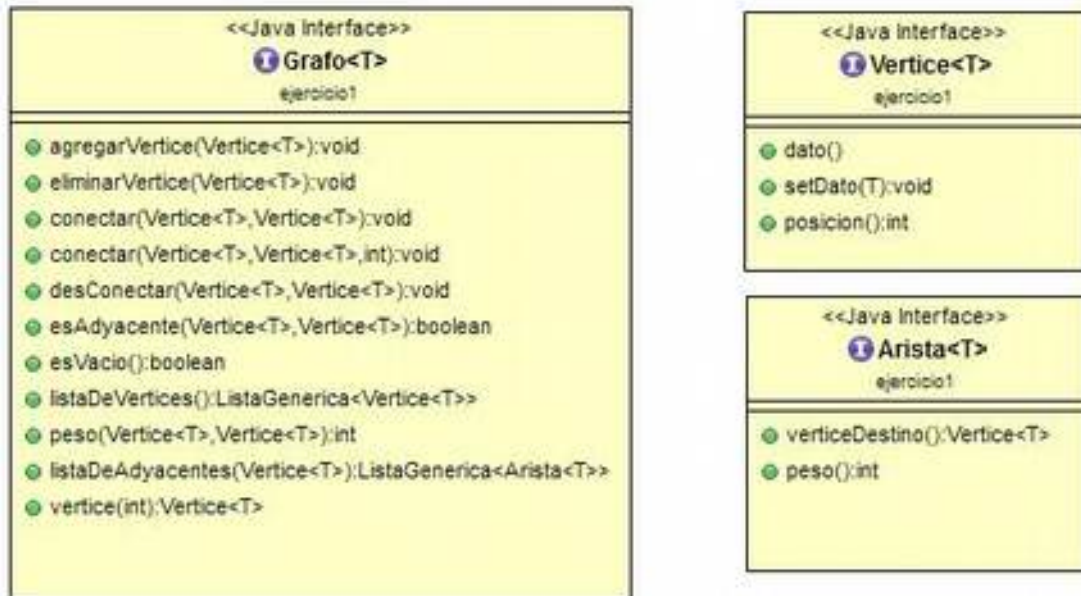 <<Java Interface>>
Grafo<T>
ejercicio1
agregarVertice(Vertice<T>):void
eliminarVertice(Vertice<T>):void
conectar(Vertice<T>,Vertice<T>):void
conectar(Vertice<T>,Vertice<T>,int):void
desConectar(Vertice<T>,Vertice<T>):void
esAdyacente(Vertice<T>,Vertice<T>):boolean
esVacio():boolean
listaDeVertices():ListaGenerica<Vertice<T>>
peso(Vertice<T>,Vertice<T>):int
listaDeAdyacentes(Vertice<T>):ListaGenerica<Arista<T>>
vertice(int):Vertice<T>
<<Java Interface>>
Vertice<T>
ejercicio1
dato()
setDato(T):void
posicion():int
<<Java Interface>>
Arista<T>
ejercicio1
verticeDestino():Vertice<T>
peso():int